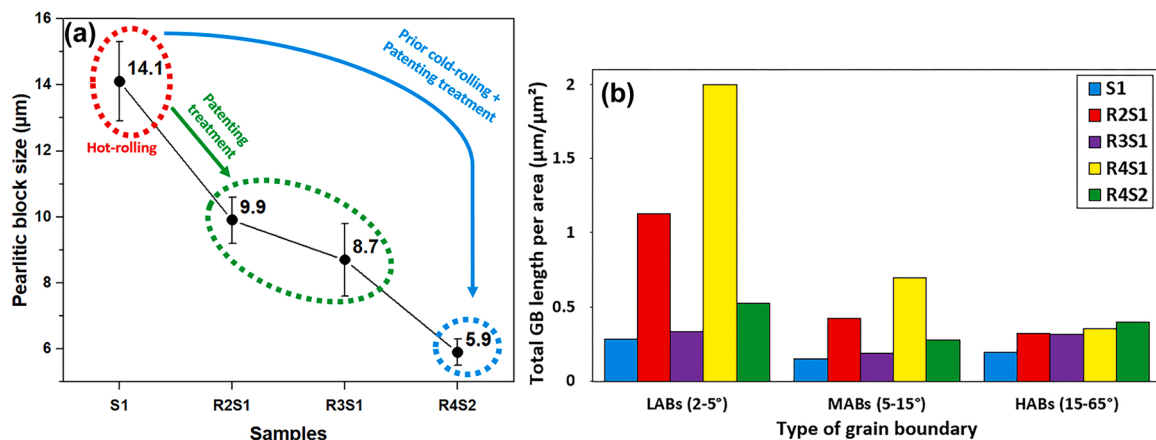 (a)
Pearlitic block size (μm)
16
14
12
10
8
6
14.1
Hot-rolling
Patenting
treatment
Prior cold-rolling +
Patenting treatment
9.9
8.7
5.9
S1
R2S1
R3S1
R4S2
Samples
(b)
Total GB length per area (μm/μm²)
2
1.5
1
0.5
0
S1
R2S1
R3S1
R4S1
R4S2
LABs (2-5°)
MABs (5-15°)
HABs (15-65°)
Type of grain boundary